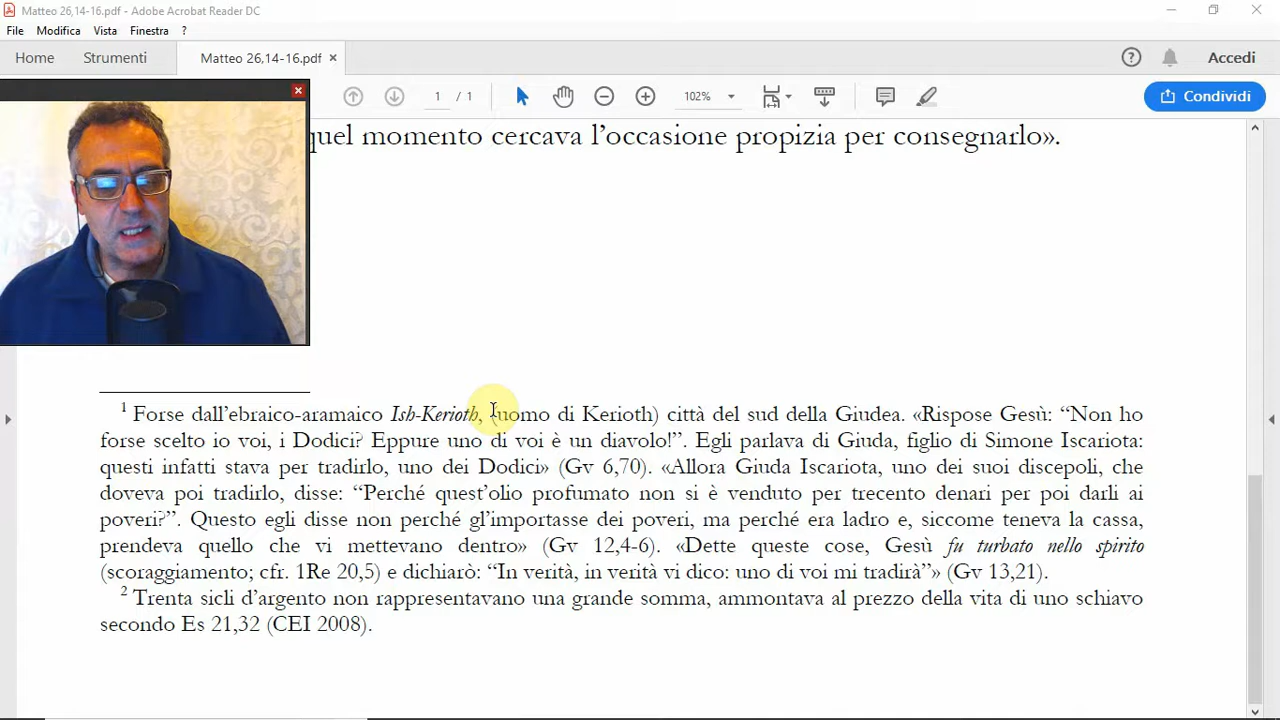 Matteo 26,14-16.pdf - Adobe Acrobat Reader DC
File Modifica Vista Finestra ?
Home Strumenti Matteo 26,14-16.pdf × Accedi
1 / 1 102% Condividi
quel momento cercava l’occasione propizia per consegnarlo».
1 Forse dall’ebraico-aramaico Ish-Kerioth, (uomo di Kerioth) città del sud della Giudea. «Rispose Gesù: “Non ho
forse scelto io voi, i Dodici? Eppure uno di voi è un diavolo!”. Egli parlava di Giuda, figlio di Simone Iscariota:
questi infatti stava per tradirlo, uno dei Dodici» (Gv 6,70). «Allora Giuda Iscariota, uno dei suoi discepoli, che
doveva poi tradirlo, disse: “Perché quest’olio profumato non si è venduto per trecento denari per poi darli ai
poveri?”. Questo egli disse non perché gl’importasse dei poveri, ma perché era ladro e, siccome teneva la cassa,
prendeva quello che vi mettevano dentro» (Gv 12,4-6). «Dette queste cose, Gesù fu turbato nello spirito
(scoraggiamento; cfr. 1Re 20,5) e dichiarò: “In verità, in verità vi dico: uno di voi mi tradirà”» (Gv 13,21).
2 Trenta sicli d’argento non rappresentavano una grande somma, ammontava al prezzo della vita di uno schiavo
secondo Es 21,32 (CEI 2008).